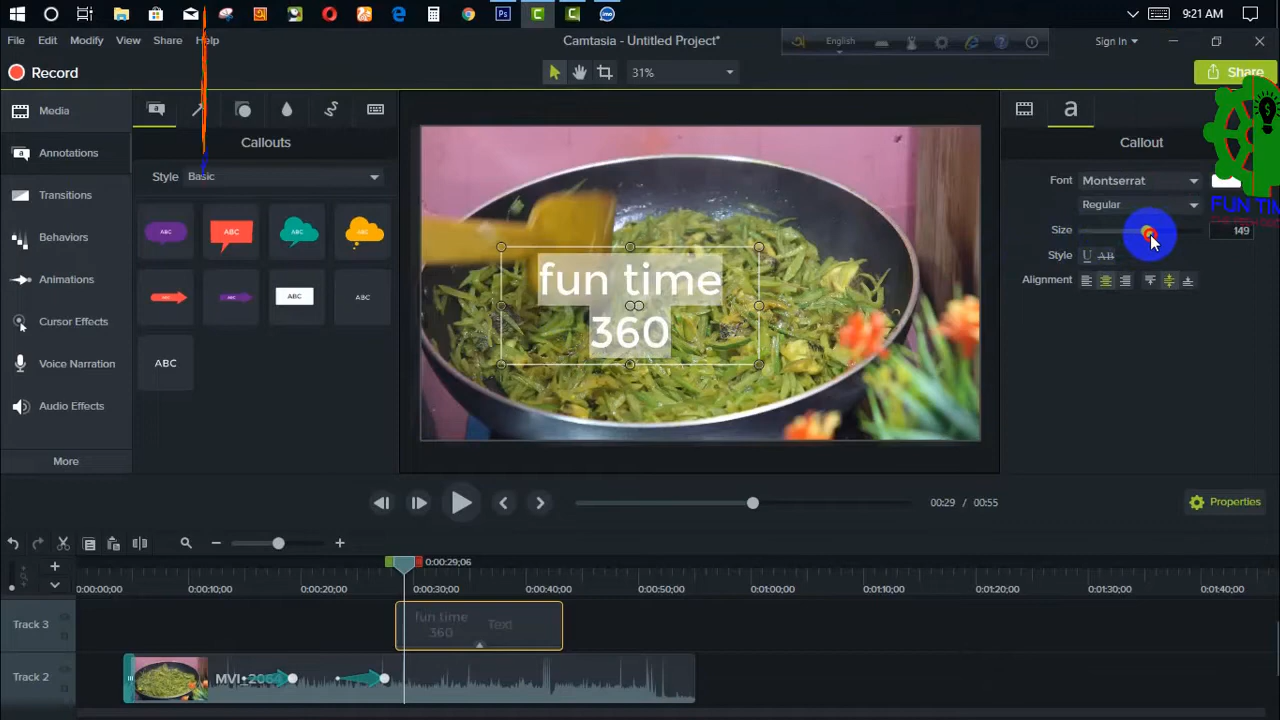 9:21 AM
File Edit Modify View Share Help
Camtasia - Untitled Project*
English
Sign In
Record
31%
Share
Media
Annotations
Transitions
Behaviors
Animations
Cursor Effects
Voice Narration
Audio Effects
More
Callouts
Style Basic
ABC ABC ABC ABC
ABC ABC ABC ABC
ABC
fun time
360
a
Callout
Font Montserrat
Regular
Size 149
Style U AB
Alignment
FUN TIM
00:29 / 00:55
Properties
0:00:29;06
0:00:00;00 0:00:10;00 0:00:20;00 0:00:30;00 0:00:40;00 0:00:50;00 0:01:00;00 0:01:10;00 0:01:20;00 0:01:30;00 0:01:40;00
Track 3
fun time
360
Text
Track 2